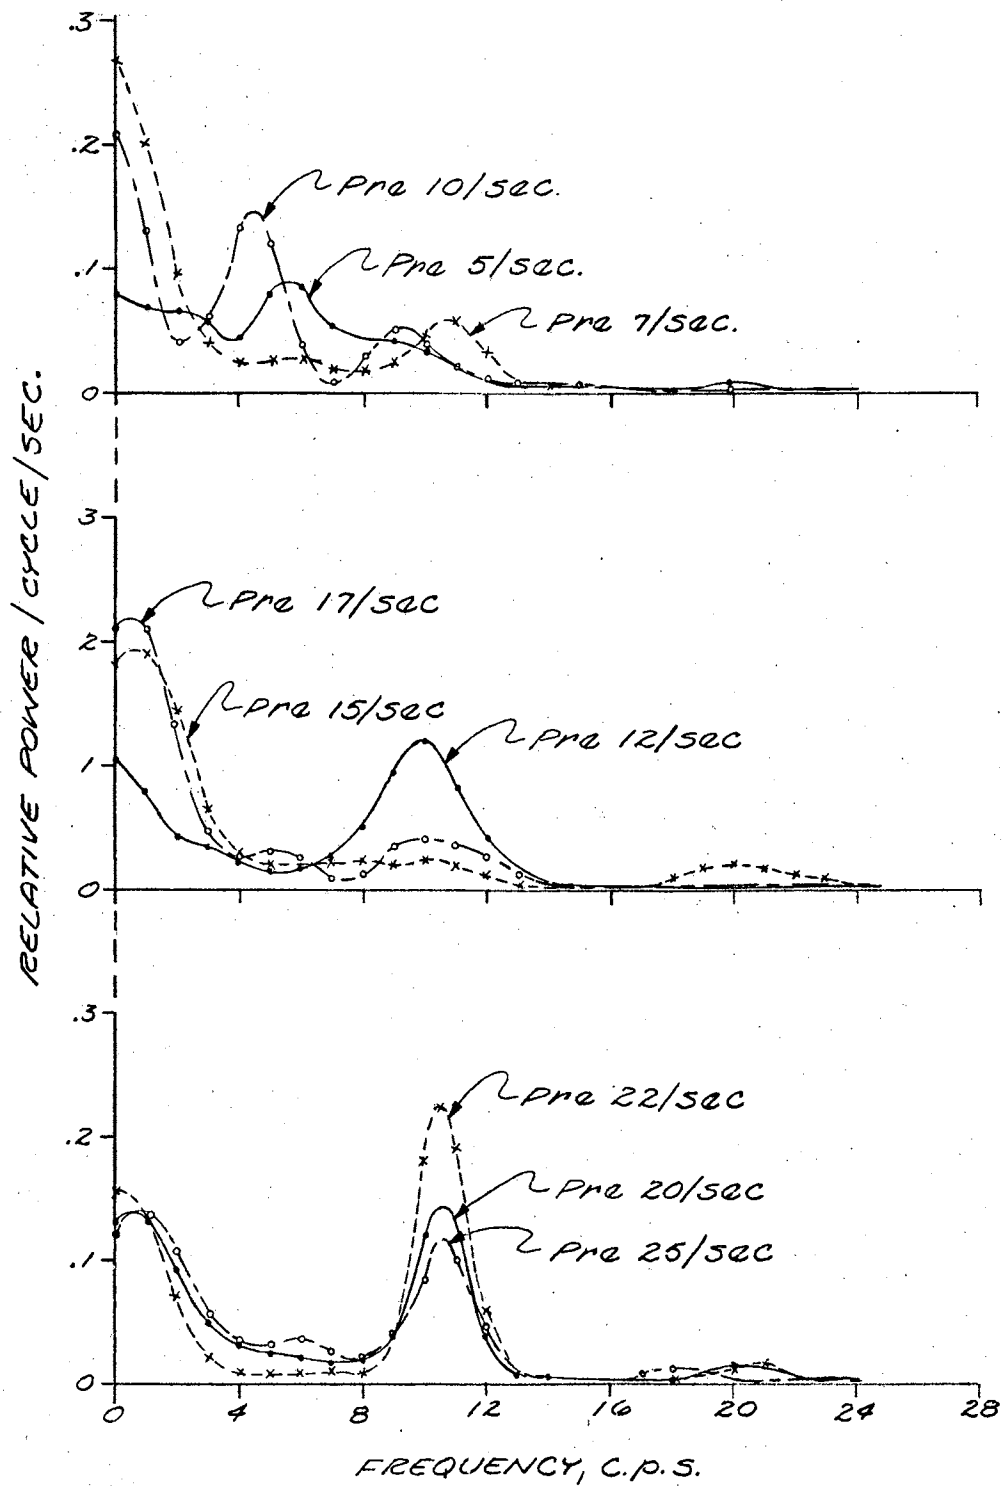 .3
.2
.1
0
Pre 10/sec.
Pre 5/sec.
Pre 7/sec.
RELATIVE POWER/CYCLE/SEC.
3
2
1
0
Pre 17/sec
Pre 15/sec
Pre 12/sec
.3
.2
.1
0
Pre 22/sec
Pre 20/sec
Pre 25/sec
0 4 8 12 16 20 24 28
FREQUENCY, C.P.S.